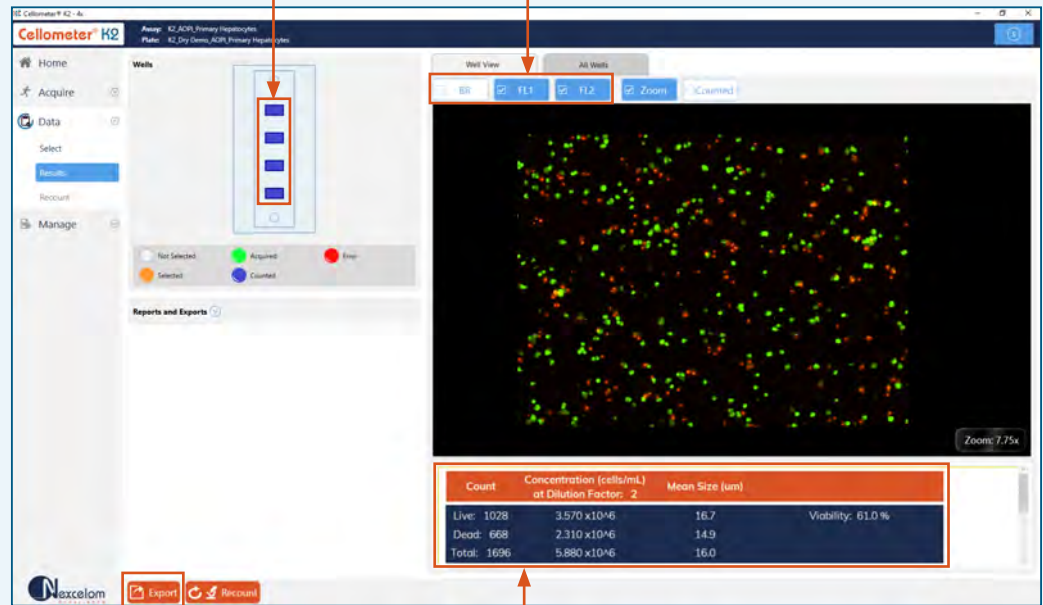 Cellometer® K2 - 4x
Cellometer® K2
Assay: K2_AOPI_Primary Hepatocytes
Plate: K2_Dry Demo_AOPI_Primary Hepatocytes
Home
Acquire
Data
Select
Results
Recount
Manage
Wells
Not Selected
Acquired
Error
Selected
Counted
Reports and Exports
Well View
All Wells
BR
FL1
FL2
Zoom
Counted
Zoom: 7.75x
Count Concentration (cells/mL) at Dilution Factor: 2 Mean Size (um)
Live: 1028 3.570 x10^6 16.7 Viability: 61.0 %
Dead: 668 2.310 x10^6 14.9
Total: 1696 5.880 x10^6 16.0
Nexcelom
Export
Recount